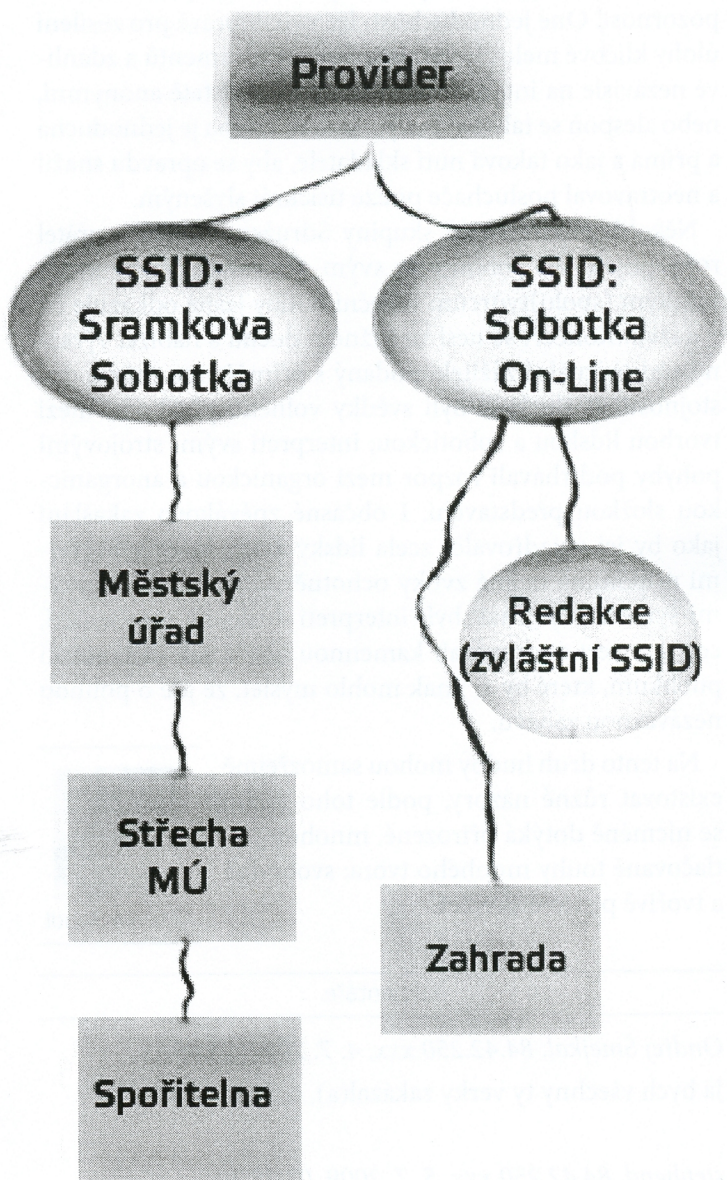 Provider
SSID:
Sramkova
Sobotka
SSID:
Sobotka
On-Line
Městský
úřad
Redakce
(zvláštní SSID)
Střecha
MÚ
Zahrada
Spořitelna